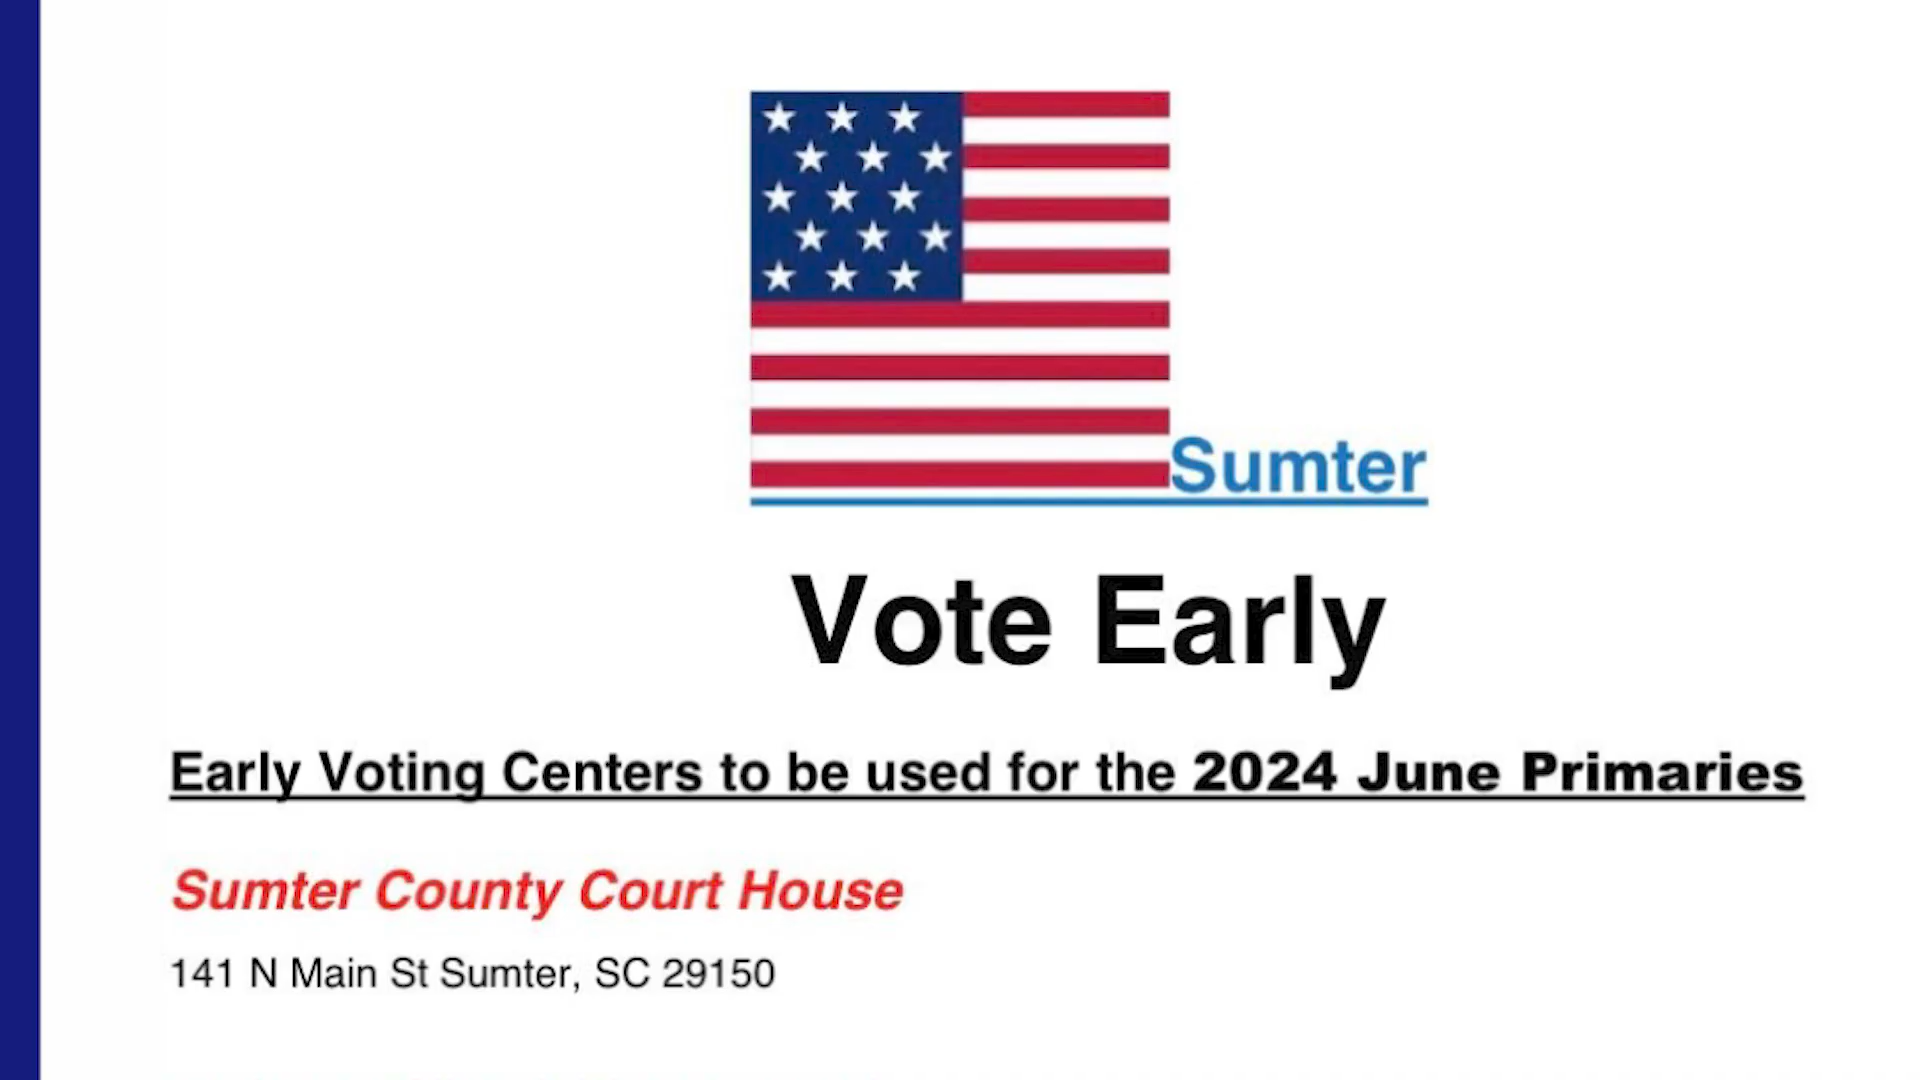 Sumter
Vote Early
Early Voting Centers to be used for the 2024 June Primaries
Sumter County Court House
141 N Main St Sumter, SC 29150